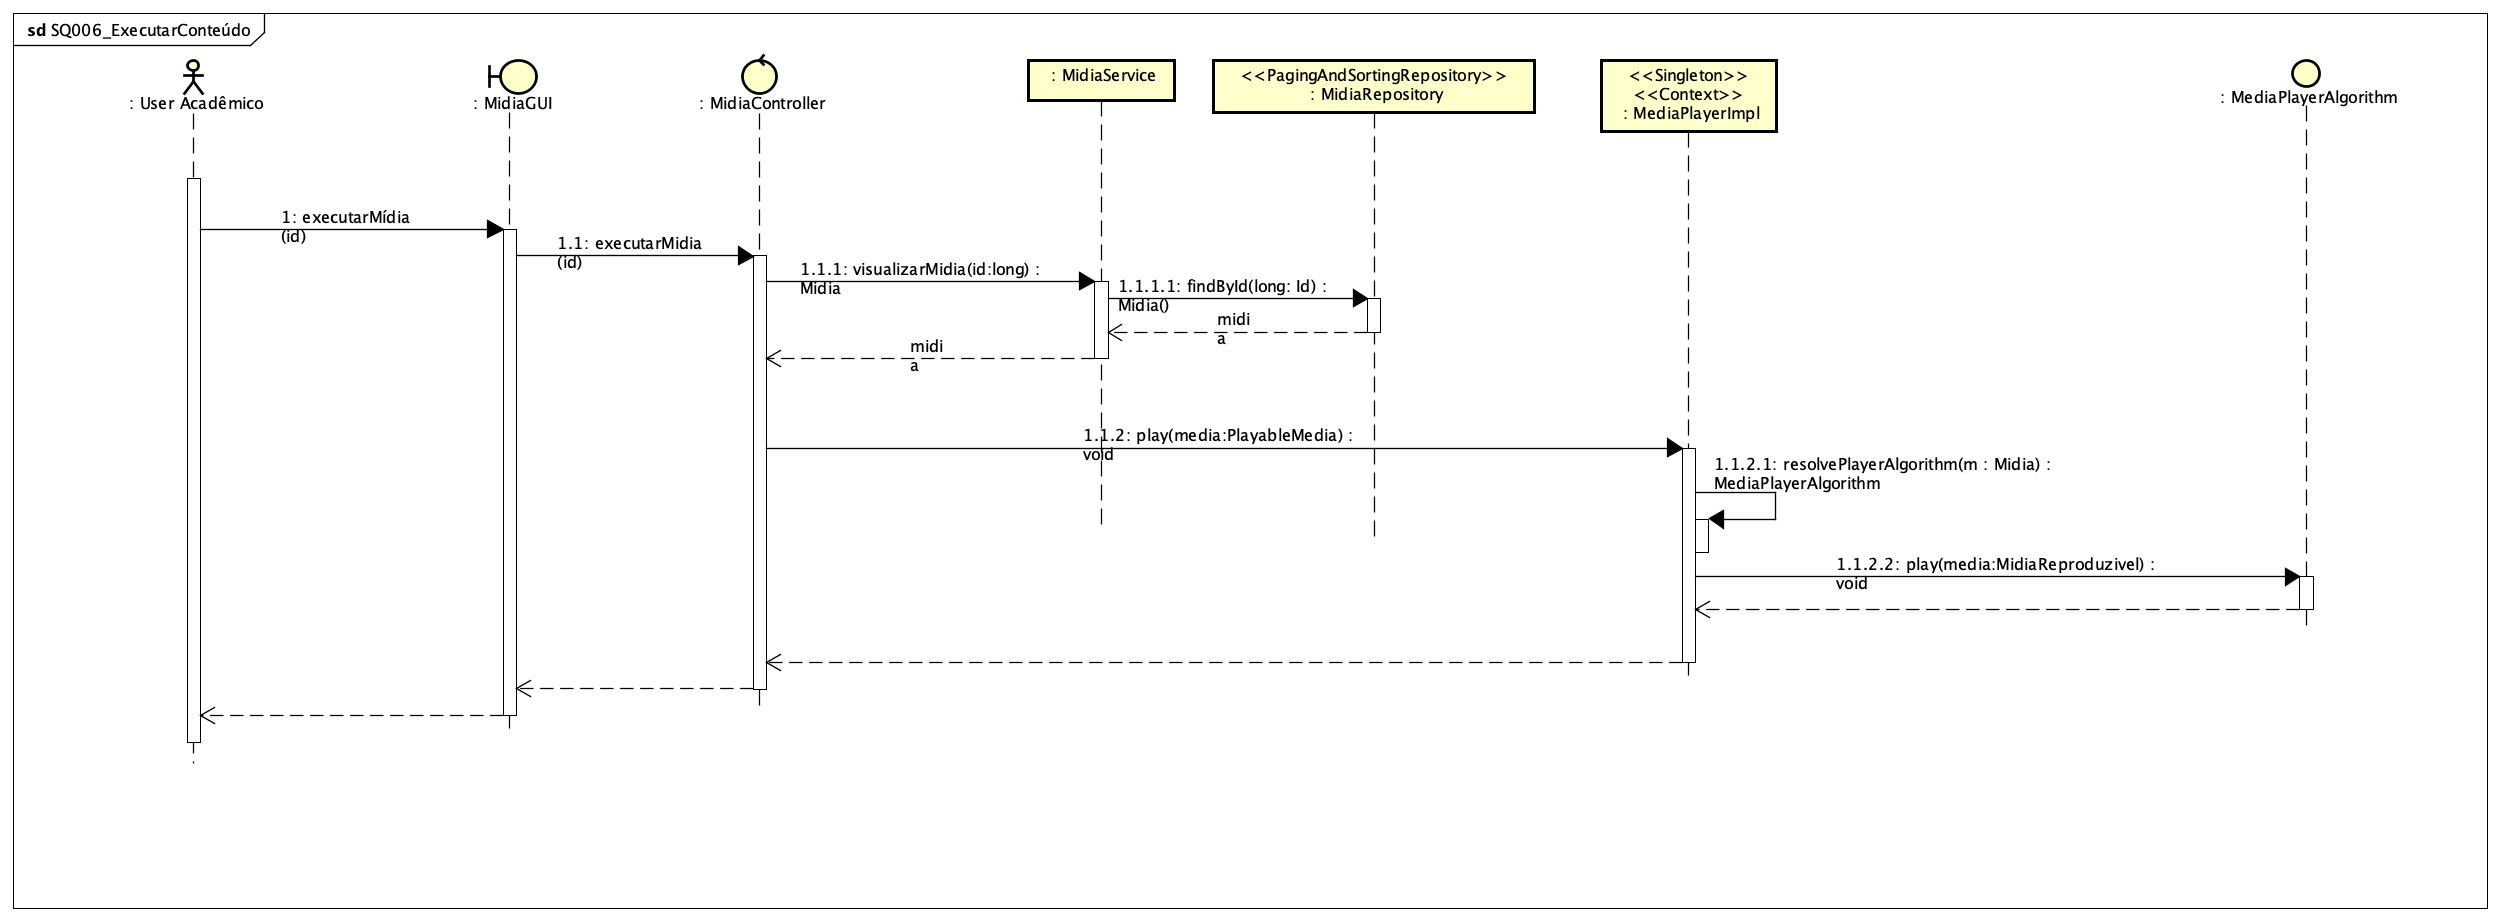 sd SQ006_ExecutarConteúdo
: User Acadêmico
: MidiaGUI
: MidiaController
: MidiaService
<<PagingAndSortingRepository>>
: MidiaRepository
<<Singleton>>
<<Context>>
: MediaPlayerImpl
: MediaPlayerAlgorithm
1: executarMídia
(id)
1.1: executarMidia
(id)
1.1.1: visualizarMidia(id:long) :
Midia
1.1.1.1: findById(long: Id) :
Midia()
midi
a
midi
a
1.1.2: play(media:PlayableMedia) :
void
1.1.2.1: resolvePlayerAlgorithm(m : Midia) :
MediaPlayerAlgorithm
1.1.2.2: play(media:MidiaReproduzivel) :
void